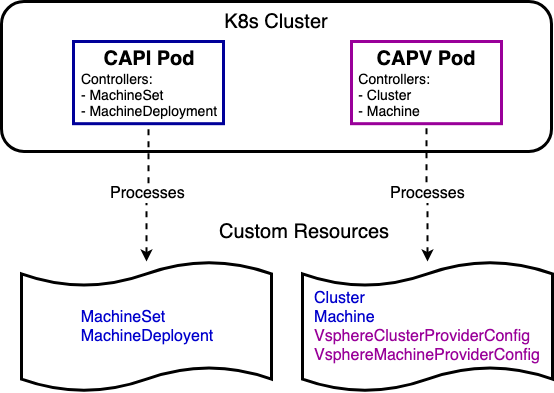 K8s Cluster
CAPI Pod
Controllers:
- MachineSet
- MachineDeployment
CAPV Pod
Controllers:
- Cluster
- Machine
Processes
Processes
Custom Resources
MachineSet
MachineDeployent
Cluster
Machine
VsphereClusterProviderConfig
VsphereMachineProviderConfig